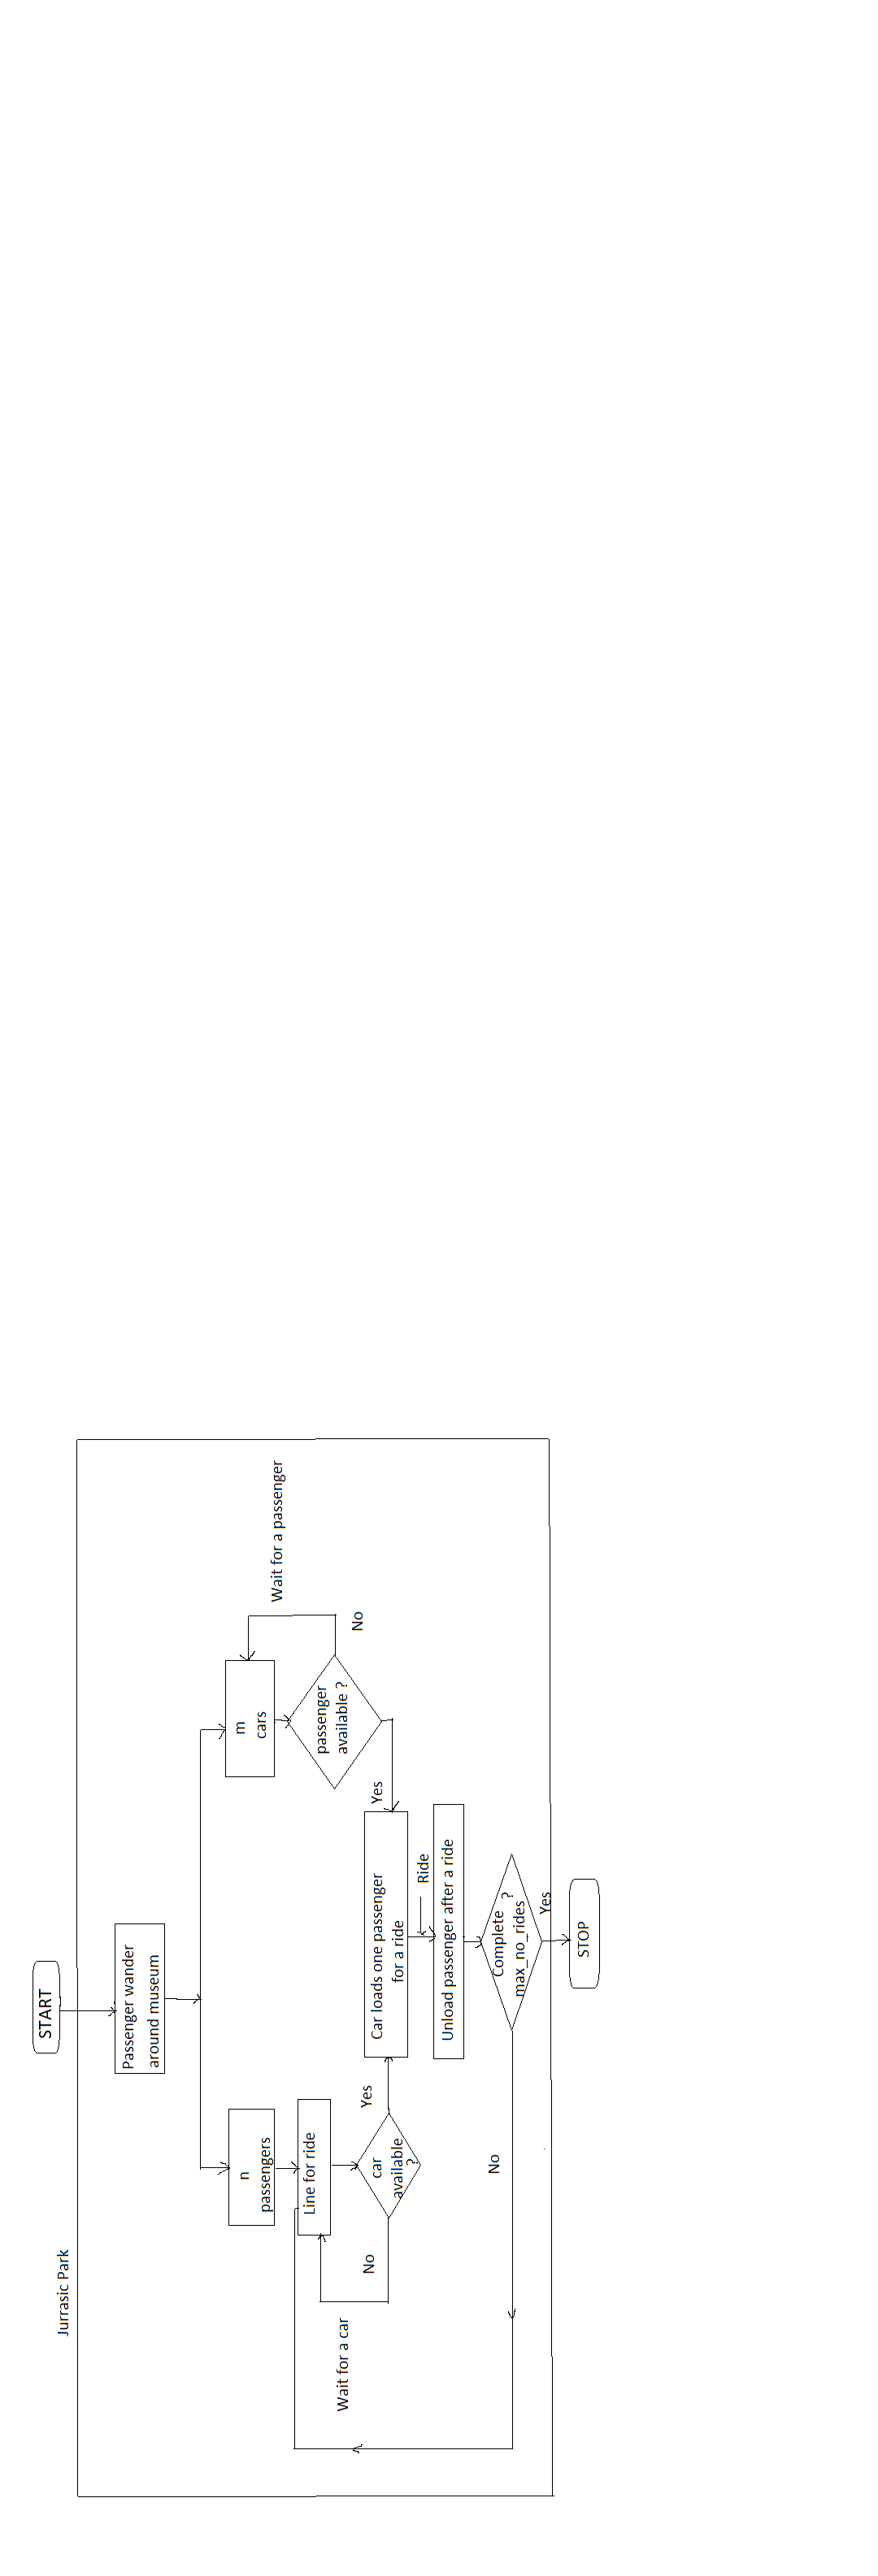 START
Jurrasic Park
Passenger wander
around museum
n
passengers
m
cars
Wait for a passenger
Line for ride
passenger
available ?
No
Wait for a car
No
car
available
?
Yes
Yes
Car loads one passenger
for a ride
Ride
Unload passenger after a ride
No
Complete ?
max_no_rides
Yes
STOP